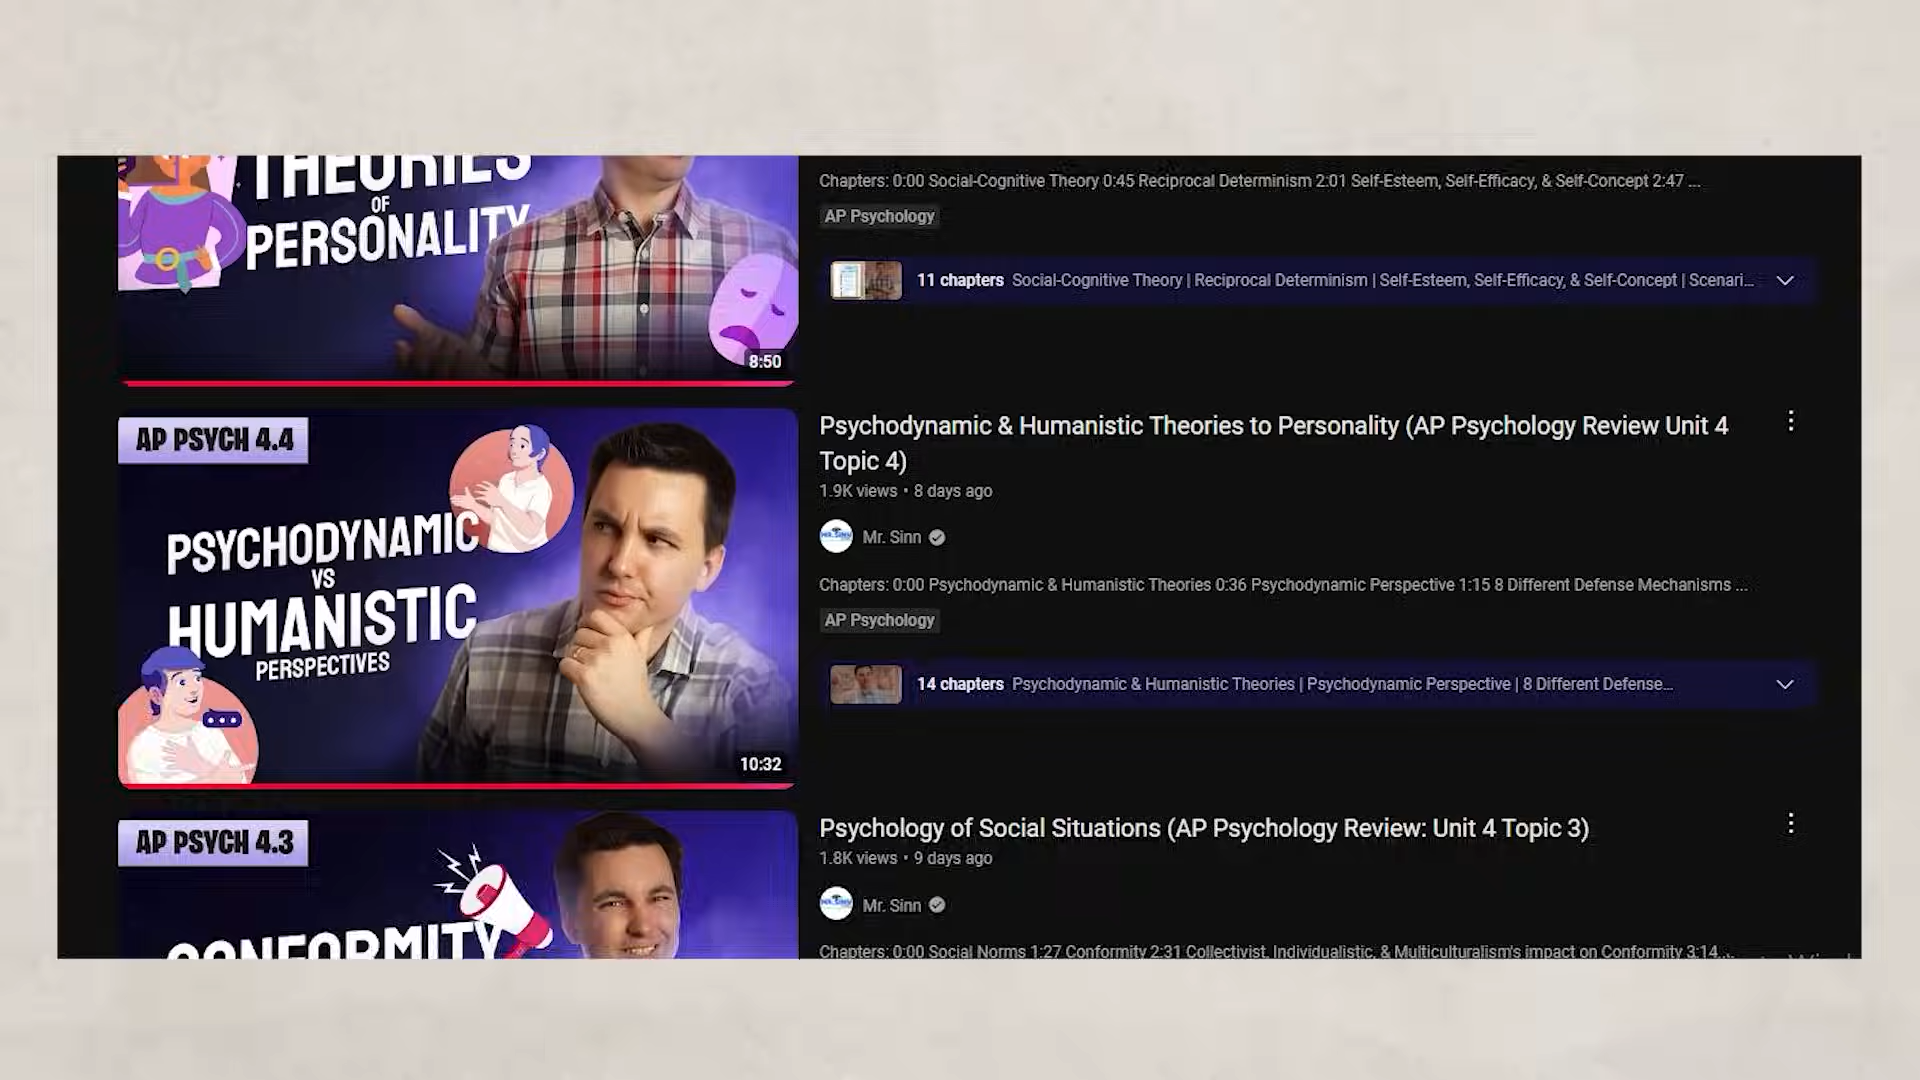 THEORIES
OF
PERSONALITY
8:50
Chapters: 0:00 Social-Cognitive Theory 0:45 Reciprocal Determinism 2:01 Self-Esteem, Self-Efficacy, & Self-Concept 2:47 ...
AP Psychology
11 chapters Social-Cognitive Theory | Reciprocal Determinism | Self-Esteem, Self-Efficacy, & Self-Concept | Scenari...
AP PSYCH 4.4
PSYCHODYNAMIC
VS
HUMANISTIC
PERSPECTIVES
10:32
Psychodynamic & Humanistic Theories to Personality (AP Psychology Review Unit 4
Topic 4)
1.9K views • 8 days ago
Mr. Sinn
Chapters: 0:00 Psychodynamic & Humanistic Theories 0:36 Psychodynamic Perspective 1:15 8 Different Defense Mechanisms ...
AP Psychology
14 chapters Psychodynamic & Humanistic Theories | Psychodynamic Perspective | 8 Different Defense...
AP PSYCH 4.3
CONFORMITY
Psychology of Social Situations (AP Psychology Review: Unit 4 Topic 3)
1.8K views • 9 days ago
Mr. Sinn
Chapters: 0:00 Social Norms 1:27 Conformity 2:31 Collectivist, Individualistic, & Multiculturalism's impact on Conformity 3:14...